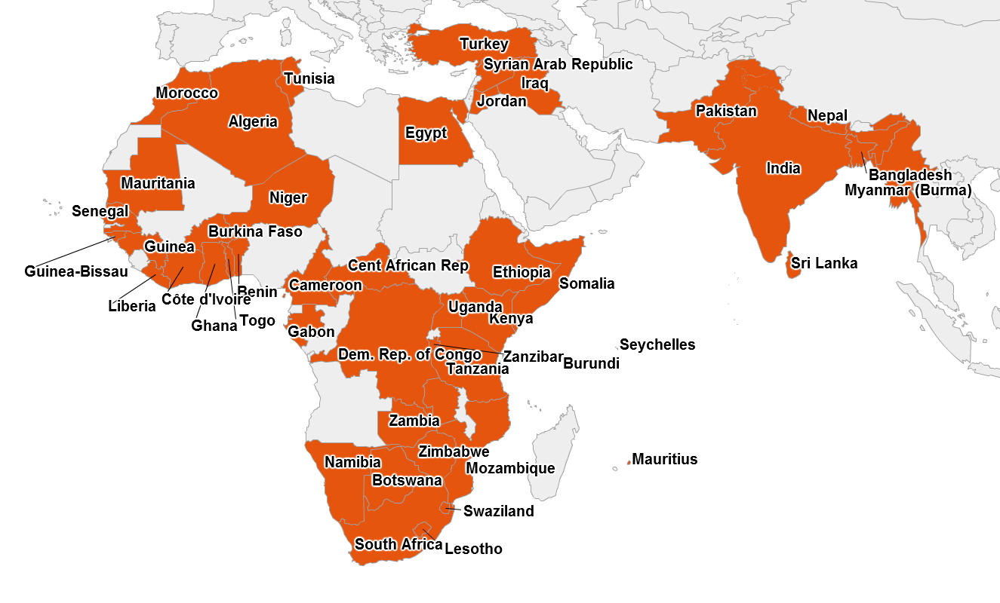 Turkey
Syrian Arab Republic
Tunisia
Iraq
Morocco
Jordan
Pakistan
Nepal
Algeria
Egypt
India
Bangladesh
Mauritania
Myanmar (Burma)
Niger
Senegal
Burkina Faso
Guinea
Sri Lanka
Cent African Rep
Guinea-Bissau
Ethiopia
Somalia
Cameroon
Benin
Côte d'Ivoire
Liberia
Uganda
Kenya
Togo
Ghana
Gabon
Seychelles
Dem. Rep. of Congo
Zanzibar
Burundi
Tanzania
Zambia
Zimbabwe
Mauritius
Namibia
Mozambique
Botswana
Swaziland
South Africa
Lesotho